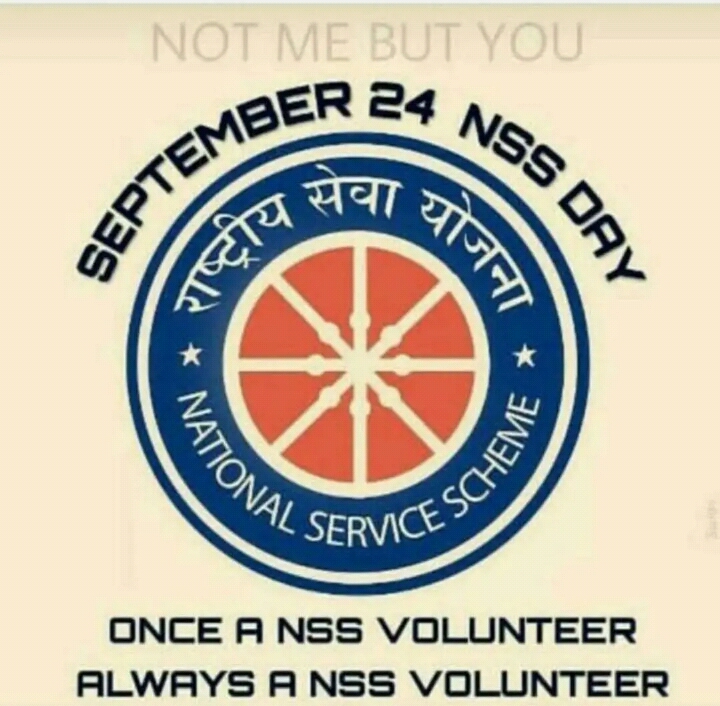 NOT ME BUT YOU
SEPTEMBER 24 NSS DAY
राष्ट्रीय सेवा योजना
NATIONAL SERVICE SCHEME
ONCE A NSS VOLUNTEER
ALWAYS A NSS VOLUNTEER